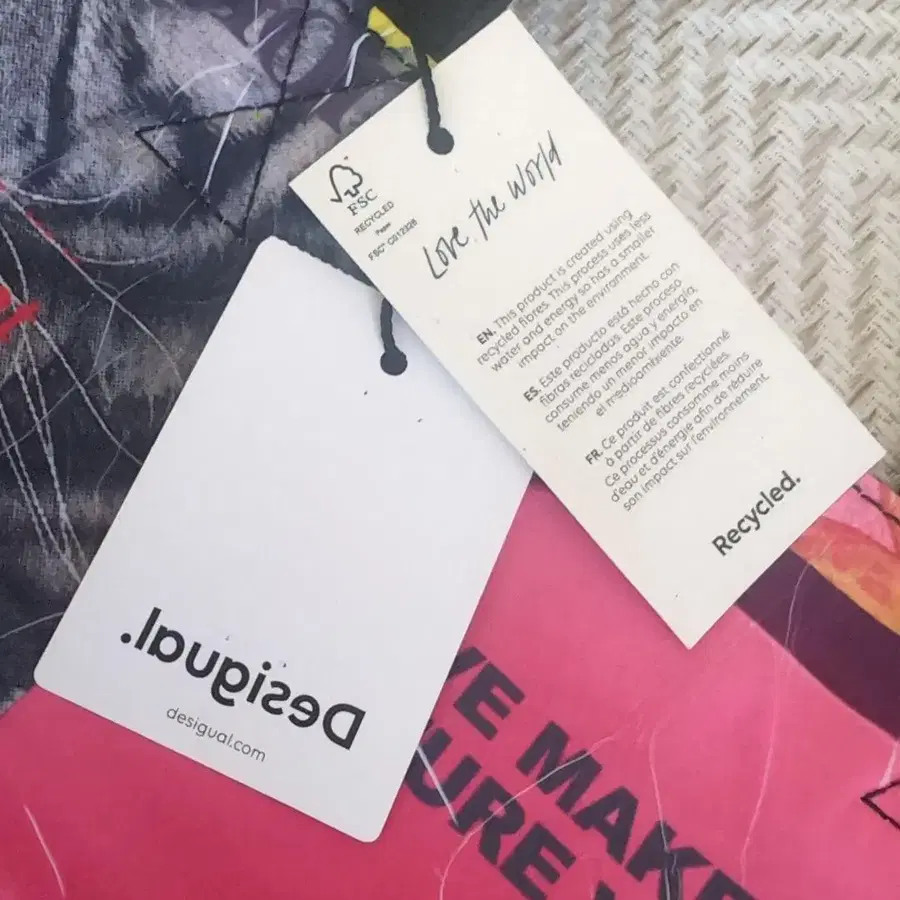 FSC
RECYCLED
Paper
FSC® C012328
Love the world
EN. This product is created using
recycled fibres. This process uses less
water and energy so has a smaller
impact on the environment.
ES. Este producto está hecho con
fibras recicladas. Este proceso
consume menos agua y energía,
teniendo un menor impacto en
el medioambiente.
FR. Ce produit est confectionné
à partir de fibres recyclées.
Ce processus consomme moins
d'eau et d'énergie afin de réduire
son impact sur l'environnement.
Recycled.
Desigual.
desigual.com
MAKE
URE